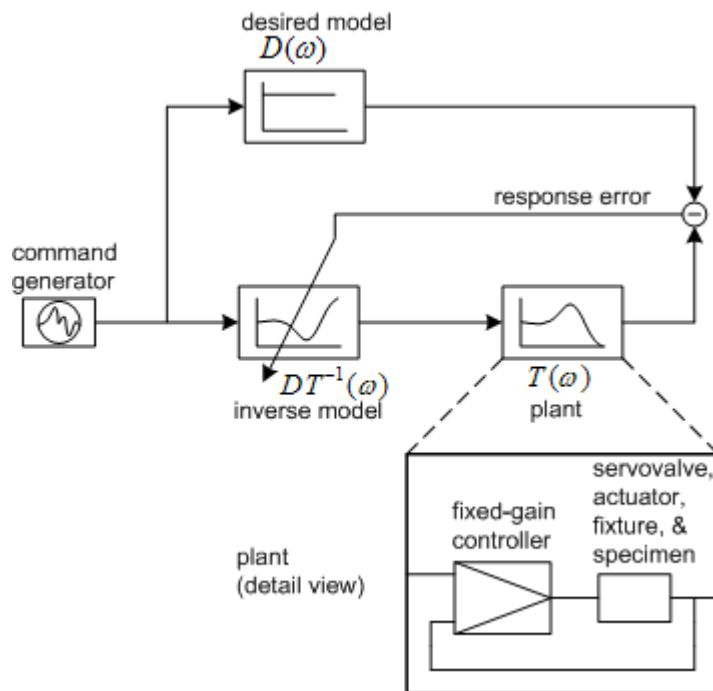 desired model
D(ω)
response error
command
generator
DT⁻¹(ω)
inverse model
T(ω)
plant
servovalve,
actuator,
fixture, &
specimen
fixed-gain
controller
plant
(detail view)